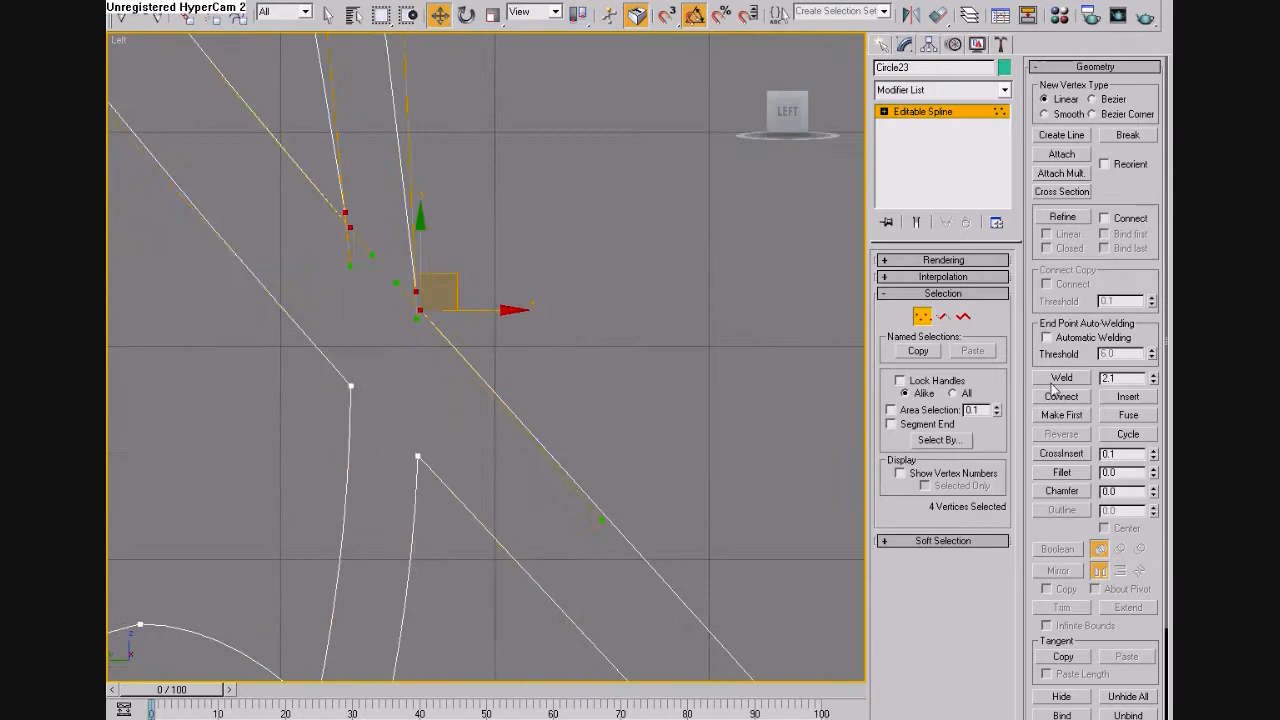 Unregistered HyperCam 2
All
View
Create Selection Set
Left
LEFT
Circle23
Modifier List
Editable Spline
Rendering
Interpolation
Selection
Named Selections:
Copy Paste
Lock Handles
Alike All
Area Selection: 0.1
Segment End
Select By...
Display
Show Vertex Numbers
Selected Only
4 Vertices Selected
Soft Selection
Geometry
New Vertex Type
Linear Bezier
Smooth Bezier Corner
Create Line Break
Attach
Reorient
Attach Mult.
Cross Section
Refine Connect
Linear Bind first
Closed Bind last
Connect Copy
Connect
Threshold 0.1
End Point Auto-Welding
Automatic Welding
Threshold 6.0
Weld 2.1
Connect Insert
Make First Fuse
Reverse Cycle
CrossInsert 0.1
Fillet 0.0
Chamfer 0.0
Outline 0.0
Center
Boolean
Mirror
Copy About Pivot
Trim Extend
Infinite Bounds
Tangent
Copy Paste
Paste Length
Hide Unhide All
Bind Unbind
0 / 100
10 20 30 40 50 60 70 80 90 100